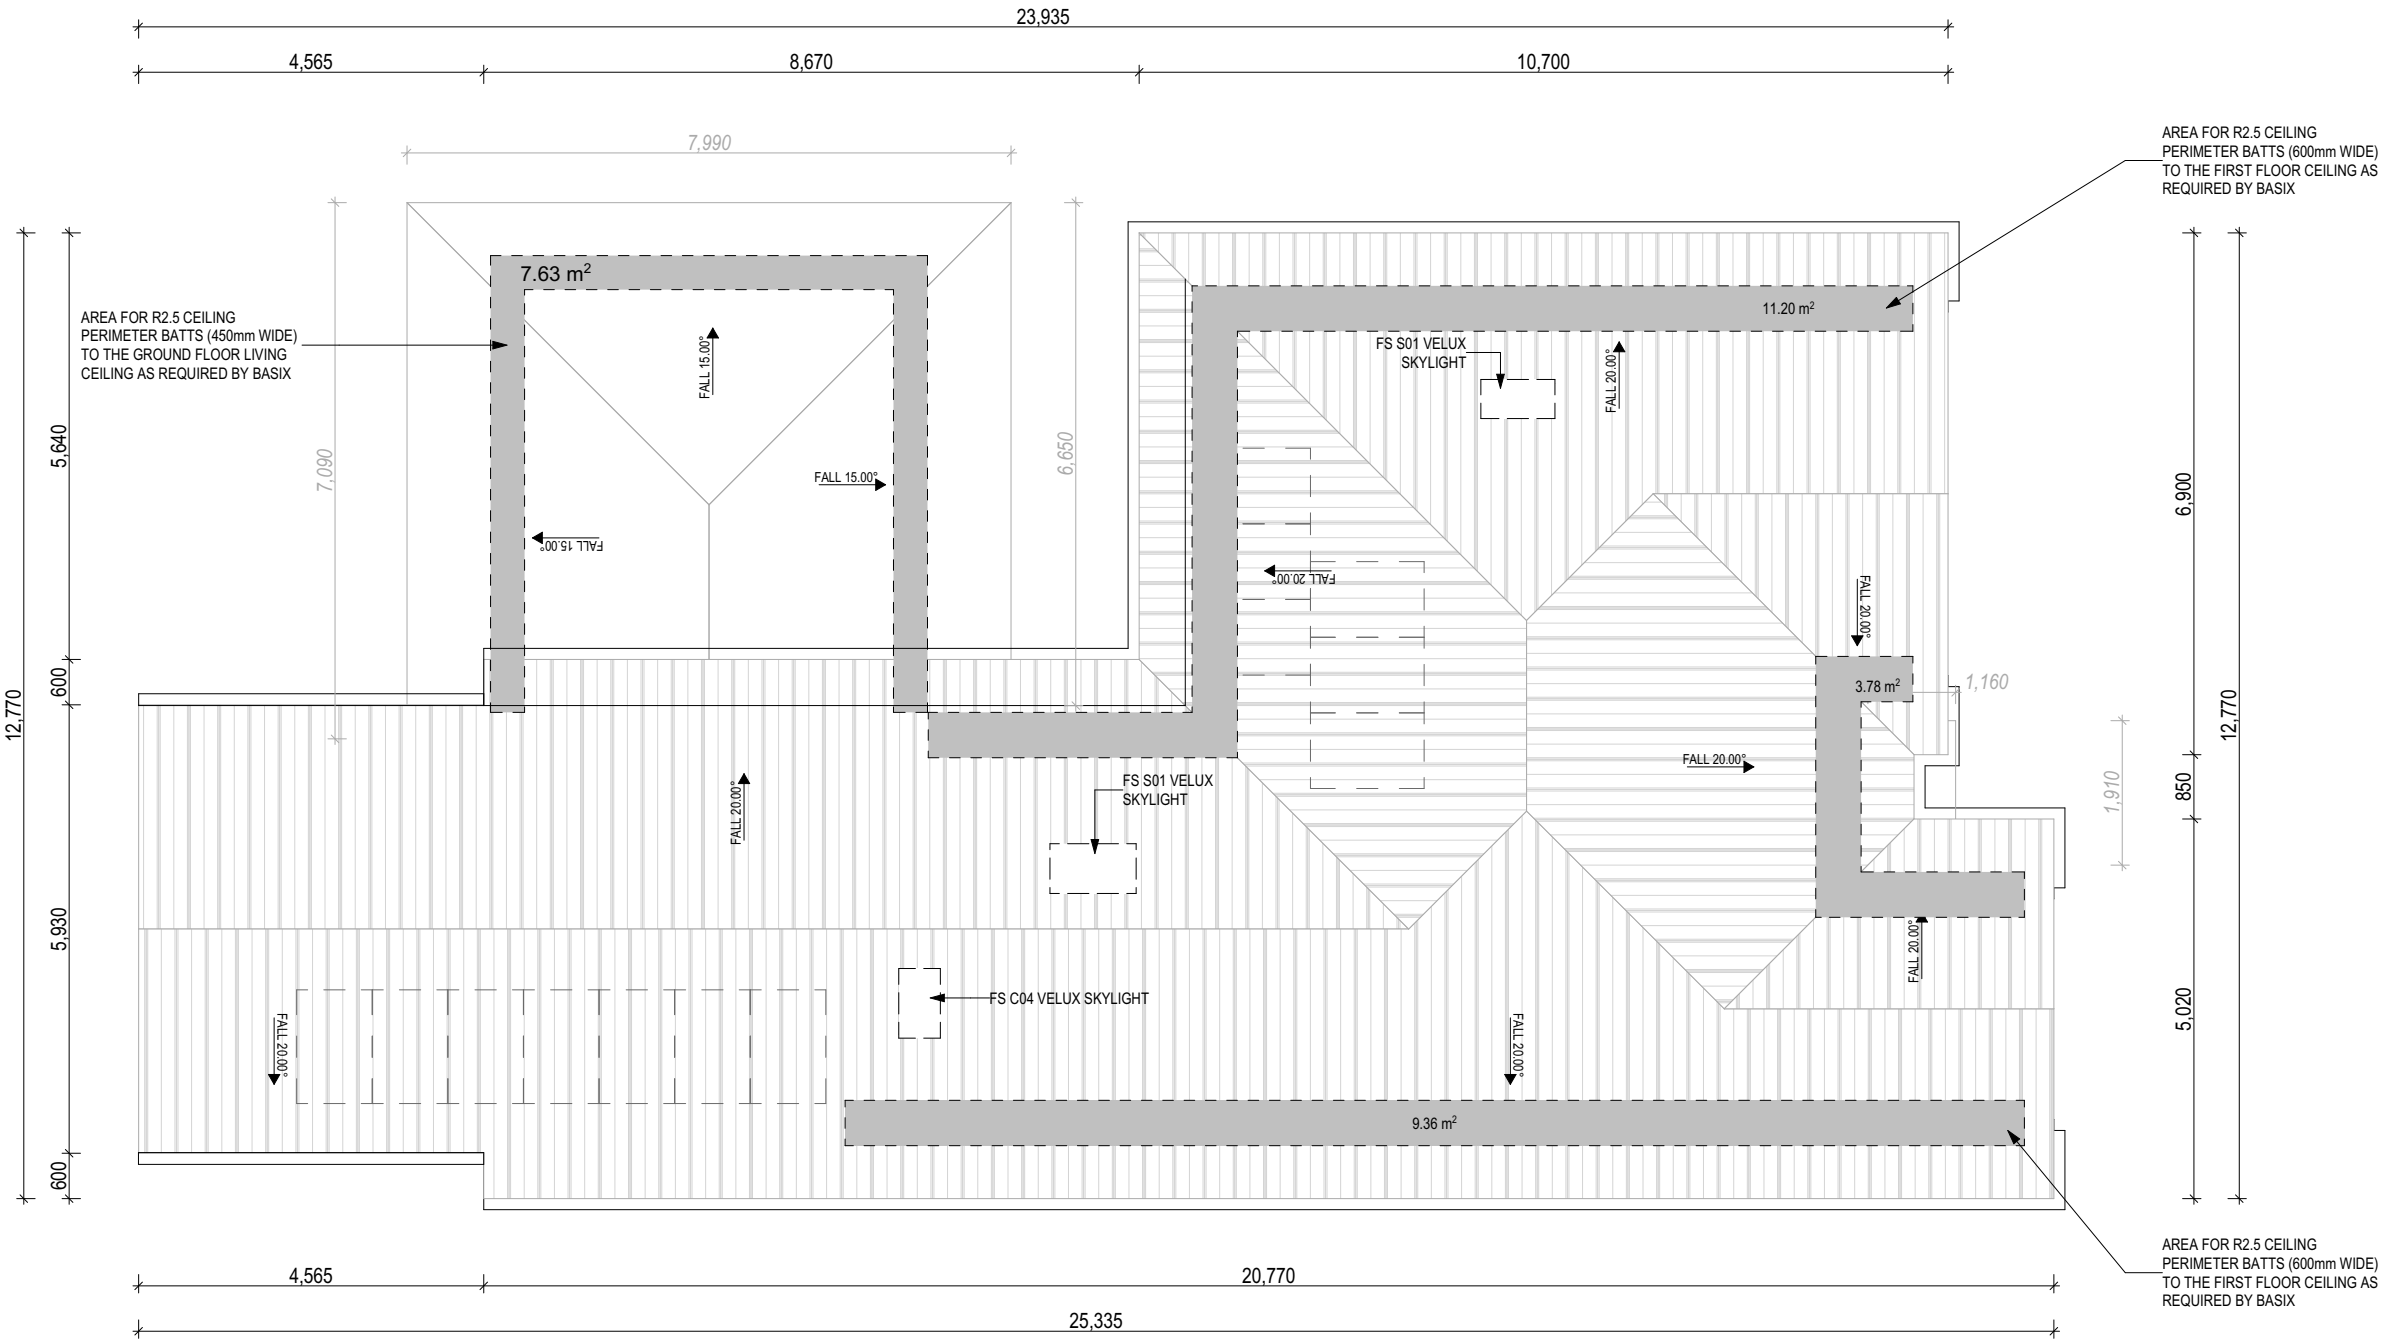 23,935
4,565
8,670
10,700
7,990
AREA FOR R2.5 CEILING
PERIMETER BATTS (600mm WIDE)
TO THE FIRST FLOOR CEILING AS
REQUIRED BY BASIX
7.63 m²
11.20 m²
AREA FOR R2.5 CEILING
PERIMETER BATTS (450mm WIDE)
TO THE GROUND FLOOR LIVING
CEILING AS REQUIRED BY BASIX
FALL 15.00°
FS S01 VELUX
SKYLIGHT
FALL 20.00°
5,640
7,090
6,650
FALL 15.00°
6,900
FALL 15.00°
FALL 20.00°
FALL 20.00°
600
12,770
3.78 m²
1,160
12,770
FALL 20.00°
FS S01 VELUX
SKYLIGHT
FALL 20.00°
1,910
850
5,930
FALL 20.00°
FS C04 VELUX SKYLIGHT
5,020
FALL 20.00°
FALL 20.00°
9.36 m²
600
AREA FOR R2.5 CEILING
PERIMETER BATTS (600mm WIDE)
TO THE FIRST FLOOR CEILING AS
REQUIRED BY BASIX
4,565
20,770
25,335